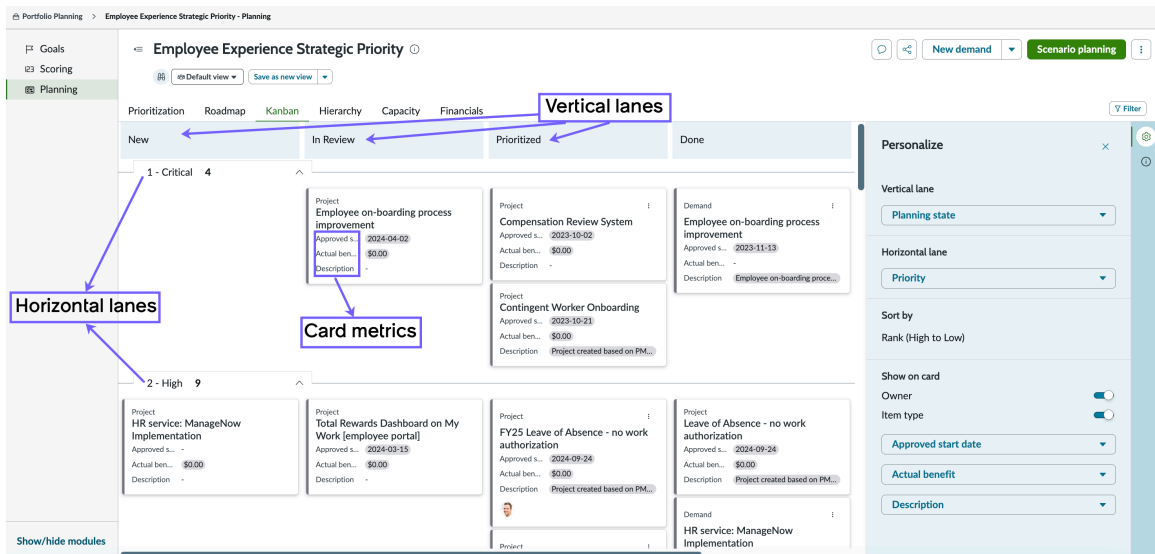 Portfolio Planning > Employee Experience Strategic Priority - Planning
Goals
Scoring
Planning
Show/hide modules
Employee Experience Strategic Priority
New demand
Scenario planning
Default view
Save as new view
Prioritization Roadmap Kanban Hierarchy Capacity Financials
Filter
Vertical lanes
Horizontal lanes
Card metrics
New In Review Prioritized Done
1 - Critical 4
Project
Employee on-boarding process
improvement
Approved s... 2024-04-02
Actual ben... $0.00
Description -
Project
Compensation Review System
Approved s... 2023-10-02
Actual ben... $0.00
Description -
Project
Contingent Worker Onboarding
Approved s... 2023-10-21
Actual ben... $0.00
Description Project created based on PM...
Demand
Employee on-boarding process
improvement
Approved s... 2023-11-13
Actual ben... -
Description Employee on-boarding proce...
2 - High 9
Project
HR service: ManageNow
Implementation
Approved s... -
Actual ben... $0.00
Description -
Project
Total Rewards Dashboard on My
Work [employee portal]
Approved s... 2024-03-15
Actual ben... $0.00
Description -
Project
FY25 Leave of Absence - no work
authorization
Approved s... 2024-09-24
Actual ben... $0.00
Description Project created based on PM...
Project
Project
Leave of Absence - no work
authorization
Approved s... 2024-09-24
Actual ben... $0.00
Description Project created based on PM...
Demand
HR service: ManageNow
Implementation
Personalize
Vertical lane
Planning state
Horizontal lane
Priority
Sort by
Rank (High to Low)
Show on card
Owner
Item type
Approved start date
Actual benefit
Description